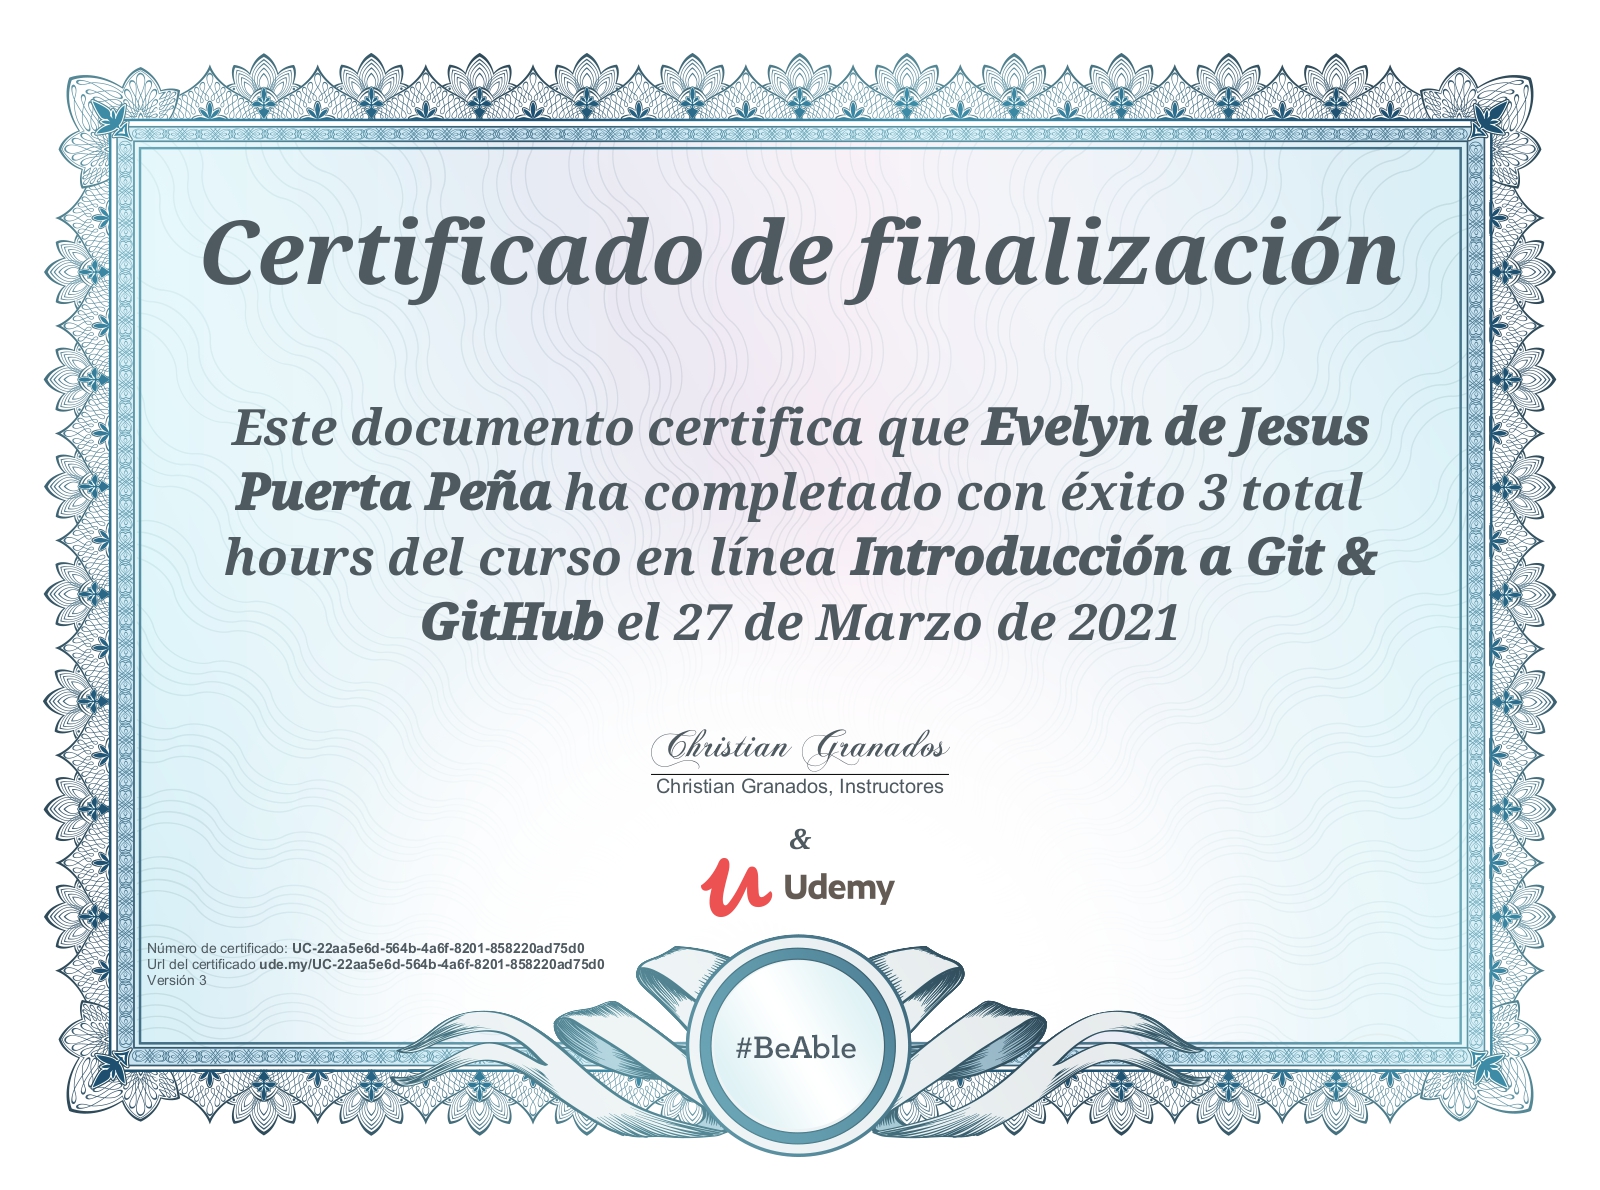 Certificado de finalización
Este documento certifica que Evelyn de Jesus
Puerta Peña ha completado con éxito 3 total
hours del curso en línea Introducción a Git &
GitHub el 27 de Marzo de 2021
Christian Granados
Christian Granados, Instructores
&
Udemy
Número de certificado: UC-22aa5e6d-564b-4a6f-8201-858220ad75d0
Url del certificado ude.my/UC-22aa5e6d-564b-4a6f-8201-858220ad75d0
Versión 3
#BeAble